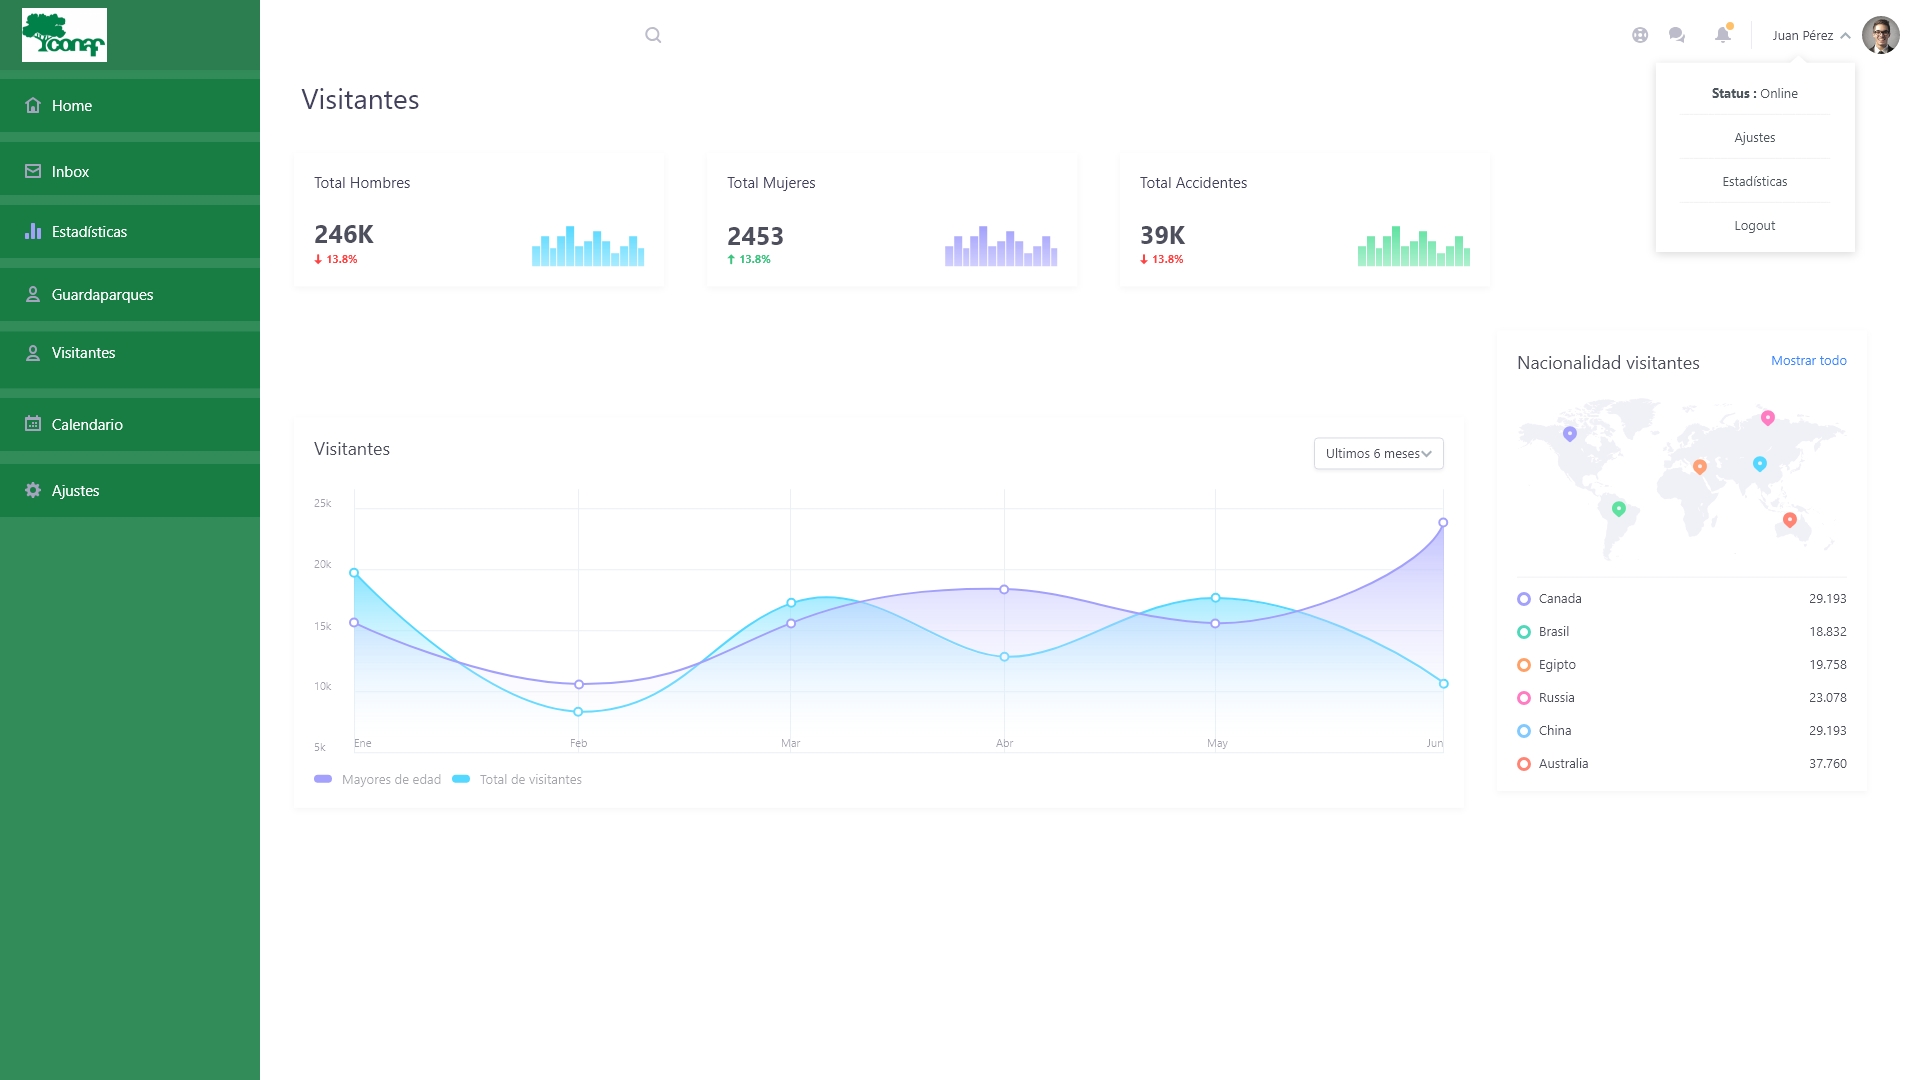 conaf
Home
Inbox
Estadísticas
Guardaparques
Visitantes
Calendario
Ajustes
Juan Pérez
Status : Online
Ajustes
Estadísticas
Logout
Visitantes
Total Hombres
246K
13.8%
Total Mujeres
2453
13.8%
Total Accidentes
39K
13.8%
Visitantes
Ultimos 6 meses
25k
20k
15k
10k
5k
Ene Feb Mar Abr May Jun
Mayores de edad Total de visitantes
Nacionalidad visitantes Mostrar todo
Canada 29.193
Brasil 18.832
Egipto 19.758
Russia 23.078
China 29.193
Australia 37.760